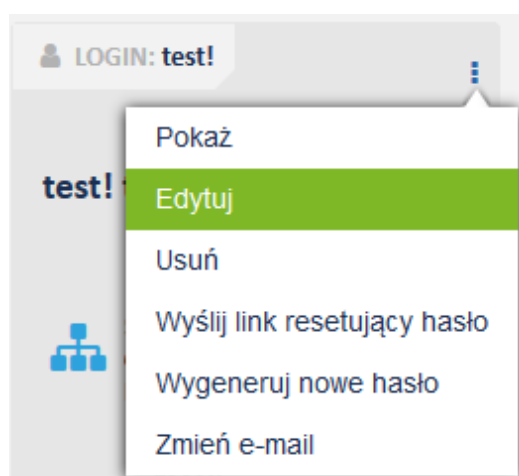 LOGIN: test!
Pokaż
test!
Edytuj
Usuń
Wyślij link resetujący hasło
Wygeneruj nowe hasło
Zmień e-mail